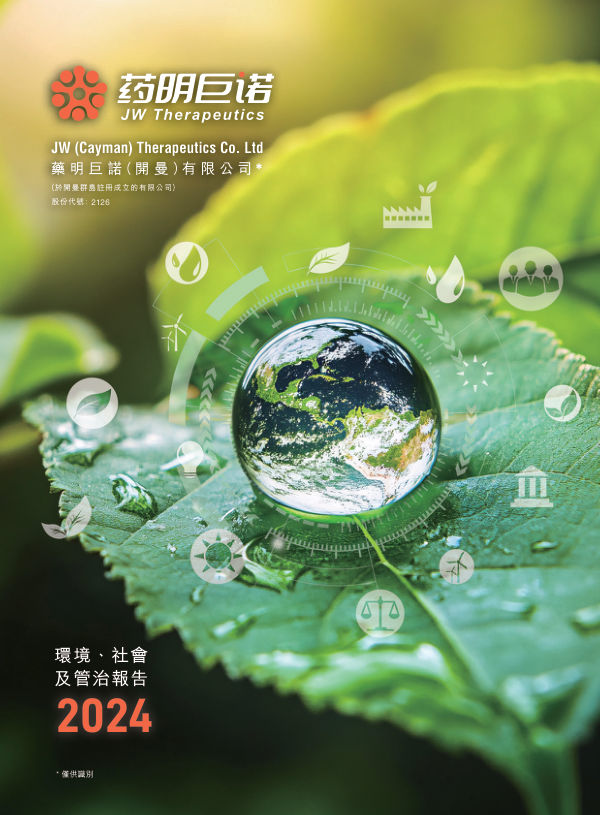 药明巨诺
JW Therapeutics
JW (Cayman) Therapeutics Co. Ltd
藥明巨諾(開曼)有限公司*
(於開曼群島註冊成立的有限公司)
股份代號: 2126
環境、社會
及管治報告
2024
* 僅供識別